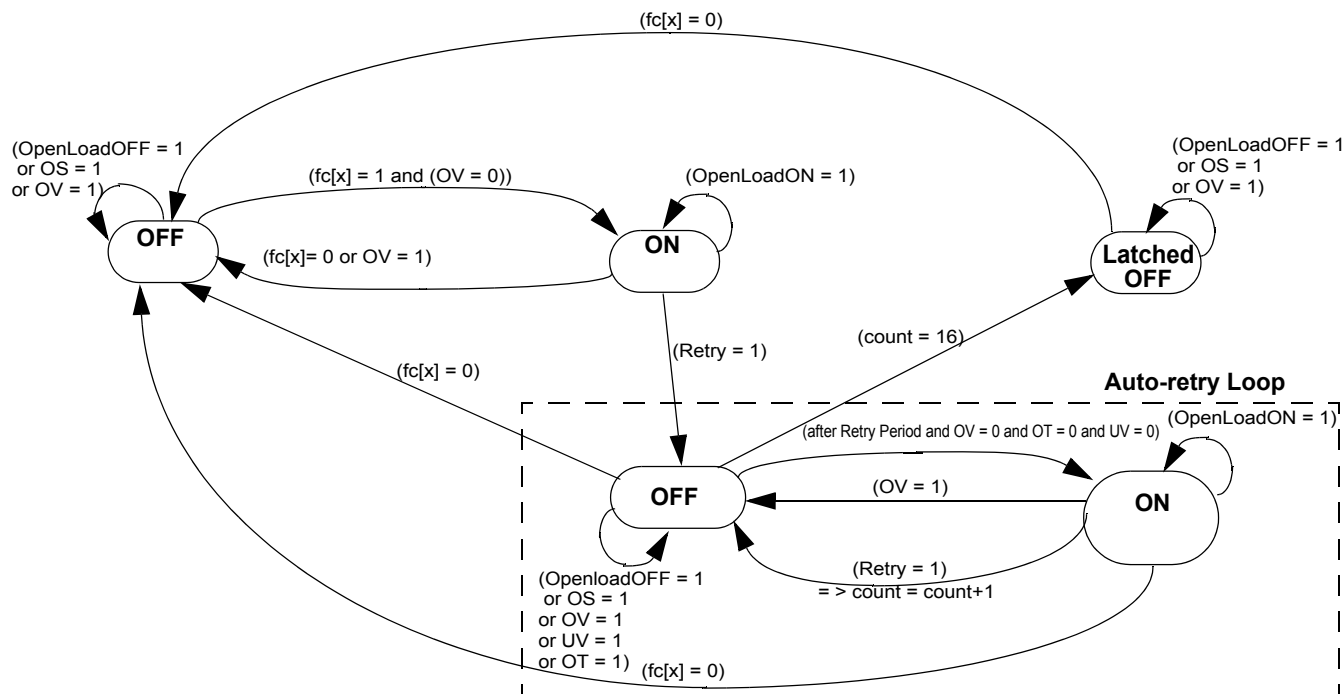 (fc[x] = 0)
(OpenLoadOFF = 1
or OS = 1
or OV = 1)
(fc[x] = 1 and (OV = 0))
(OpenLoadON = 1)
(OpenLoadOFF = 1
or OS = 1
or OV = 1)
OFF
ON
Latched
OFF
(fc[x]= 0 or OV = 1)
(Retry = 1)
(count = 16)
(fc[x] = 0)
Auto-retry Loop
(after Retry Period and OV = 0 and OT = 0 and UV = 0)
(OpenLoadON = 1)
OFF
(OV = 1)
ON
(Retry = 1)
= > count = count+1
(OpenloadOFF = 1
or OS = 1
or OV = 1
or UV = 1
or OT = 1)
(fc[x] = 0)